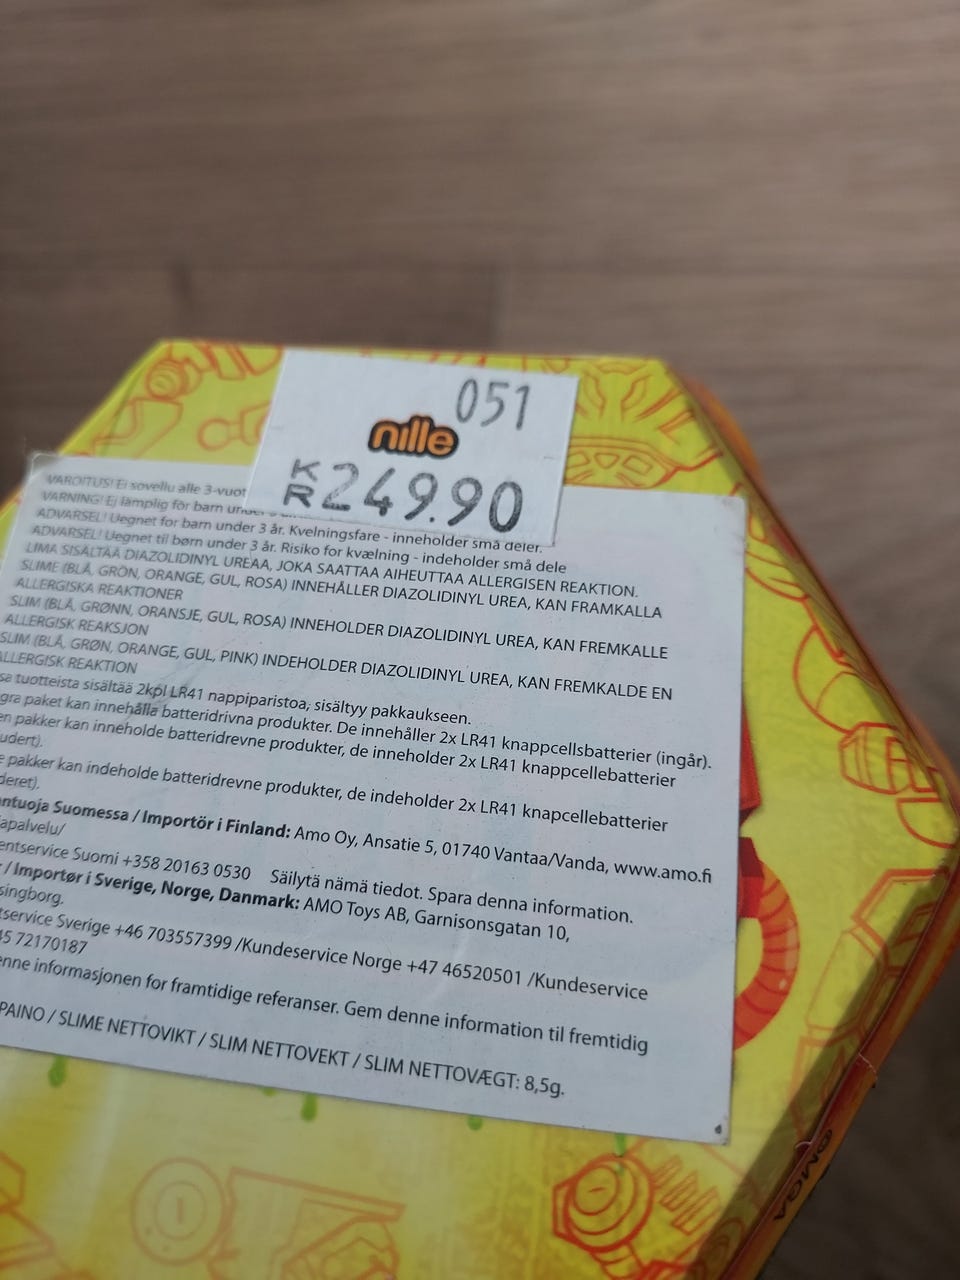 051
nille
KR 249.90
VAROITUS! Ei sovellu alle 3-vuot
VARNING! Ej lämplig för barn under
ADVARSEL! Uegnet for barn under 3 år. Kvelningsfare - inneholder små deler.
ADVARSEL! Uegnet til børn under 3 år. Risiko for kvælning - indeholder små dele
LIMA SISÄLTÄÄ DIAZOLIDINYL UREAA, JOKA SAATTAA AIHEUTTAA ALLERGISEN REAKTION.
SLIME (BLÅ, GRÖN, ORANGE, GUL, ROSA) INNEHÅLLER DIAZOLIDINYL UREA, KAN FRAMKALLA
ALLERGISKA REAKTIONER
SLIM (BLÅ, GRØNN, ORANSJE, GUL, ROSA) INNEHOLDER DIAZOLIDINYL UREA, KAN FREMKALLE
ALLERGISK REAKSJON
SLIM (BLÅ, GRØN, ORANGE, GUL, PINK) INDEHOLDER DIAZOLIDINYL UREA, KAN FREMKALDE EN
ALLERGISK REAKTION
sa tuotteista sisältää 2kpl LR41 nappiparistoa, sisältyy pakkaukseen.
gra paket kan innehålla batteridrivna produkter. De innehåller 2x LR41 knappcellsbatterier (ingår).
en pakker kan inneholde batteridrevne produkter, de inneholder 2x LR41 knappcellebatterier
udert).
e pakker kan indeholde batteridrevne produkter, de indeholder 2x LR41 knapcellebatterier
deret).
antuoja Suomessa / Importör i Finland: Amo Oy, Ansatie 5, 01740 Vantaa/Vanda, www.amo.fi
apalvelu/
entservice Suomi +358 20163 0530 Säilytä nämä tiedot. Spara denna information.
/ Importør i Sverige, Norge, Danmark: AMO Toys AB, Garnisonsgatan 10,
singborg.
tservice Sverige +46 703557399 /Kundeservice Norge +47 46520501 /Kundeservice
45 72170187
enne informasjonen for framtidige referanser. Gem denne information til fremtidig
PAINO / SLIME NETTOVIKT / SLIM NETTOVEKT / SLIM NETTOVÆGT: 8,5g.
©MGA